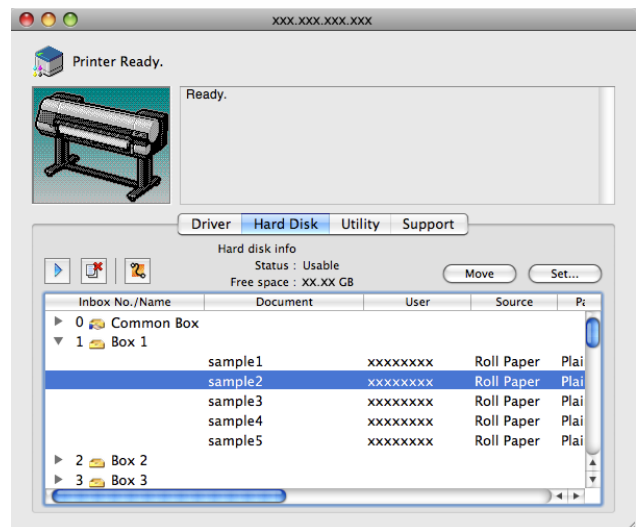 xxx.xxx.xxx.xxx
Printer Ready.
Ready.
Driver Hard Disk Utility Support
Hard disk info
Status : Usable
Free space : XX.XX GB
Move Set...
Inbox No./Name Document User Source Pa
0 Common Box
1 Box 1
sample1 xxxxxxxx Roll Paper Plai
sample2 xxxxxxxx Roll Paper Plai
sample3 xxxxxxxx Roll Paper Plai
sample4 xxxxxxxx Roll Paper Plai
sample5 xxxxxxxx Roll Paper Plai
2 Box 2
3 Box 3